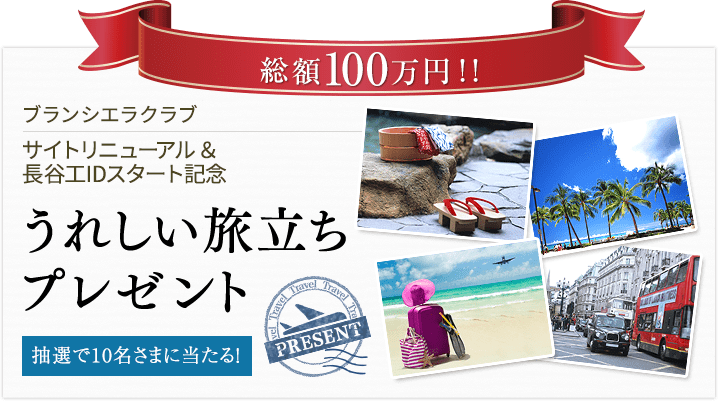 総額100万円!!
ブランシエラクラブ
サイトリニューアル &
長谷工IDスタート記念
うれしい旅立ち
プレゼント
Travel Travel Travel Travel
PRESENT
抽選で10名さまに当たる!